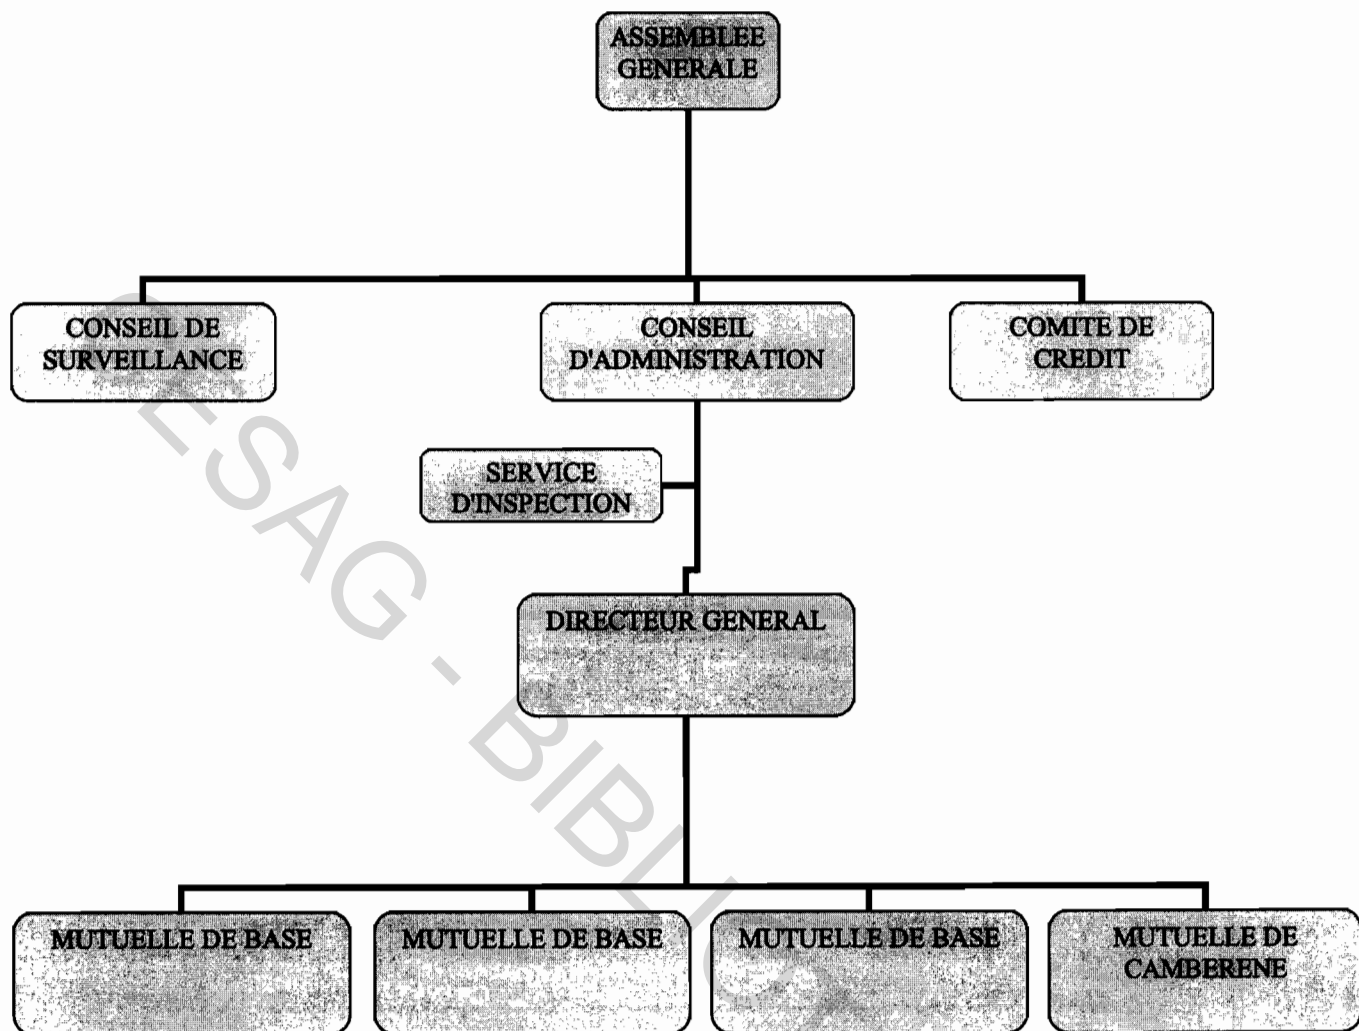 ASSEMBLEE
GENERALE
CONSEIL DE
SURVEILLANCE
CONSEIL
D'ADMINISTRATION
COMITE DE
CREDIT
SERVICE
D'INSPECTION
DIRECTEUR GENERAL
MUTUELLE DE BASE
MUTUELLE DE BASE
MUTUELLE DE BASE
MUTUELLE DE
CAMBERENE